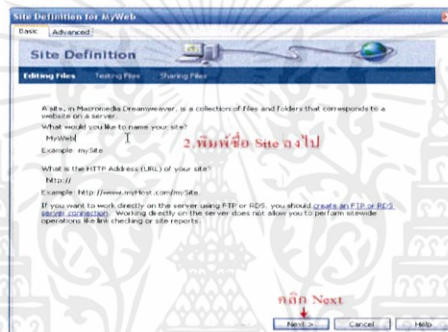 Site Definition for MyWeb
Basic Advanced
Site Definition
Editing Files Testing Files Sharing Files
A site, in Macromedia Dreamweaver, is a collection of files and folders that corresponds to a
website on a server.
What would you like to name your site?
MyWeb
2.พิมพ์ชื่อ Site ลงไป
Example: mySite
What is the HTTP Address (URL) of your site?
http://
Example: http://www.myHost.com/mySite
If you want to work directly on the server using FTP or RDS, you should create an FTP or RDS
server connection. Working directly on the server does not allow you to perform sitewide
operations like link checking or site reports.
คลิก Next
Next > Cancel Help